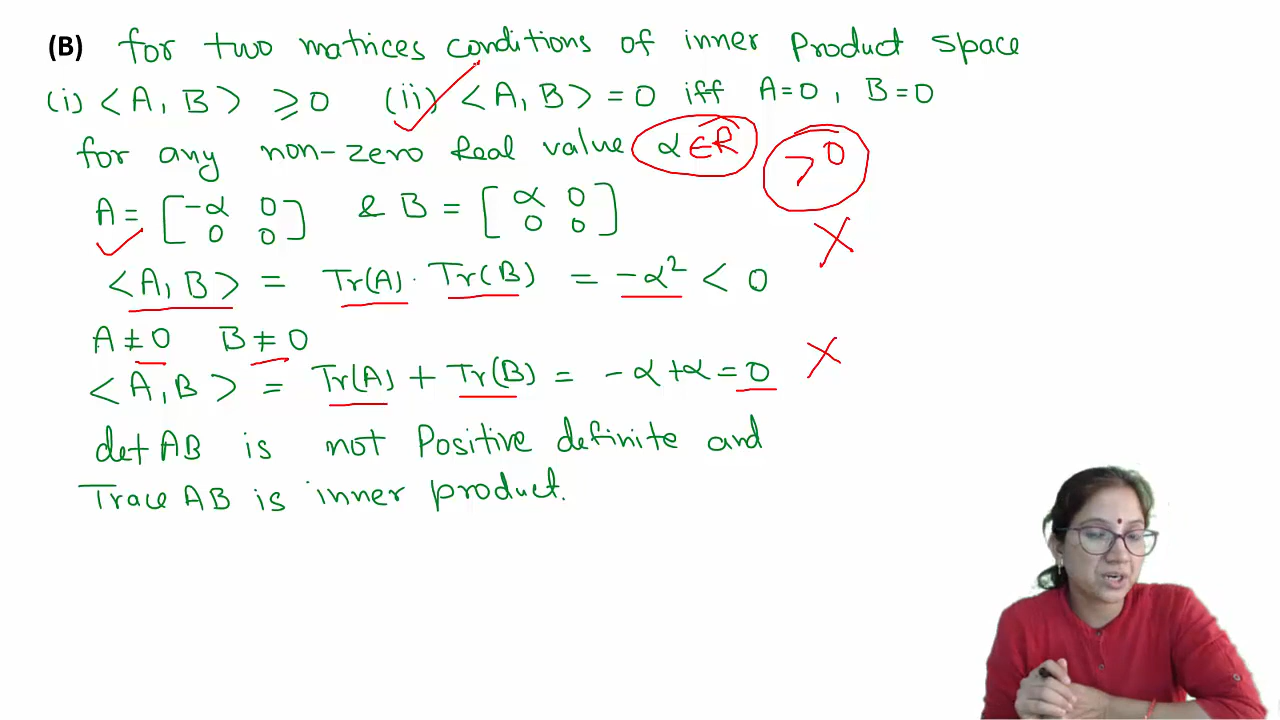 (B) for two matrices conditions of inner Product space
(i) <A, B> ⩾ 0 (ii) <A, B> = 0 iff A=0, B=0
for any non-zero Real value α ∈ R > 0
A = [-α 0 0 0] & B = [α 0 0 0]
<A, B> = Tr(A) · Tr(B) = -α² < 0
A ≠ 0 B ≠ 0
<A, B> = Tr(A) + Tr(B) = -α + α = 0
det AB is not Positive definite and
Trace AB is inner product.